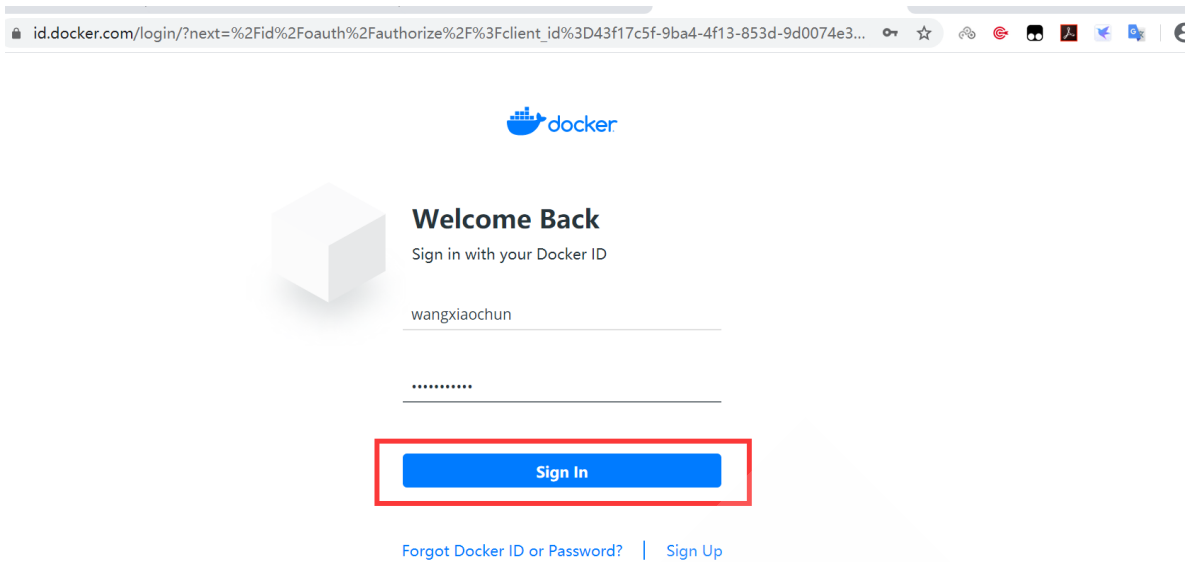 id.docker.com/login/?next=%2Fid%2Foauth%2Fauthorize%2F%3Fclient_id%3D43f17c5f-9ba4-4f13-853d-9d0074e3...
docker
Welcome Back
Sign in with your Docker ID
wangxiaochun
•••••••••••
Sign In
Forgot Docker ID or Password? | Sign Up